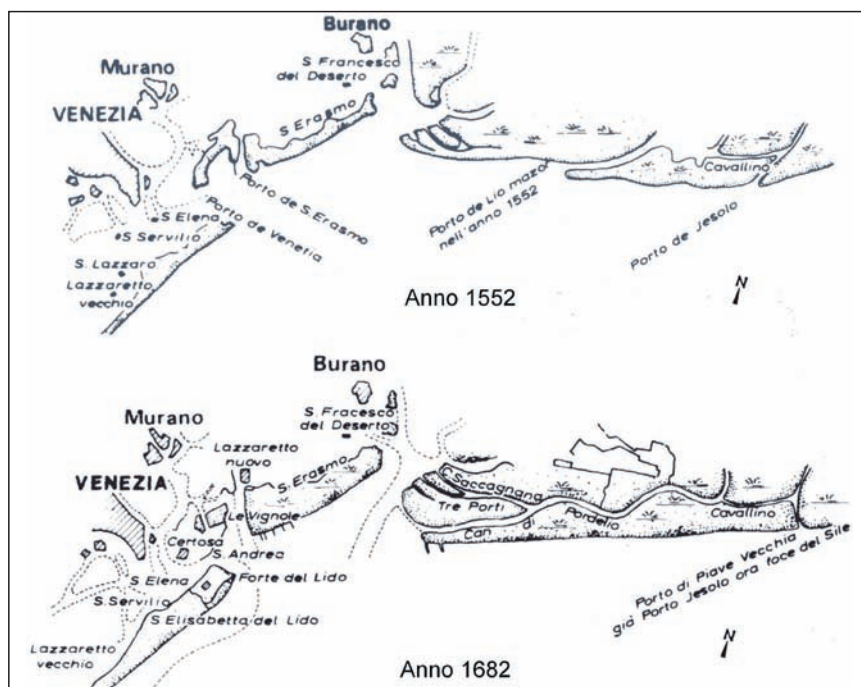 Burano
S. Francesco
del Deserto
Murano
VENEZIA
S Erasmo
Cavallino
Porto de S. Erasmo
Porto de Lio mazor
nell'anno 1552
Porto de Jesolo
S Elena
Porto de Venetia
S. Servilio
S. Lazzaro
Lazzaretto
vecchio
N
Anno 1552
Burano
S. Fracesco
del Deserto
Murano
Lazzaretto
nuovo
VENEZIA
S. Erasmo
C. Saccagnana
Tre Porti
Le Vignole
Certosa
S. Andrea
Can di Pordelio
Cavallino
S. Elena
Forte del Lido
S. Servilio
S. Elisabetta del Lido
Porto di Piave Vecchia
già Porto Jesolo ora foce del Sile
Lazzaretto
vecchio
N
Anno 1682